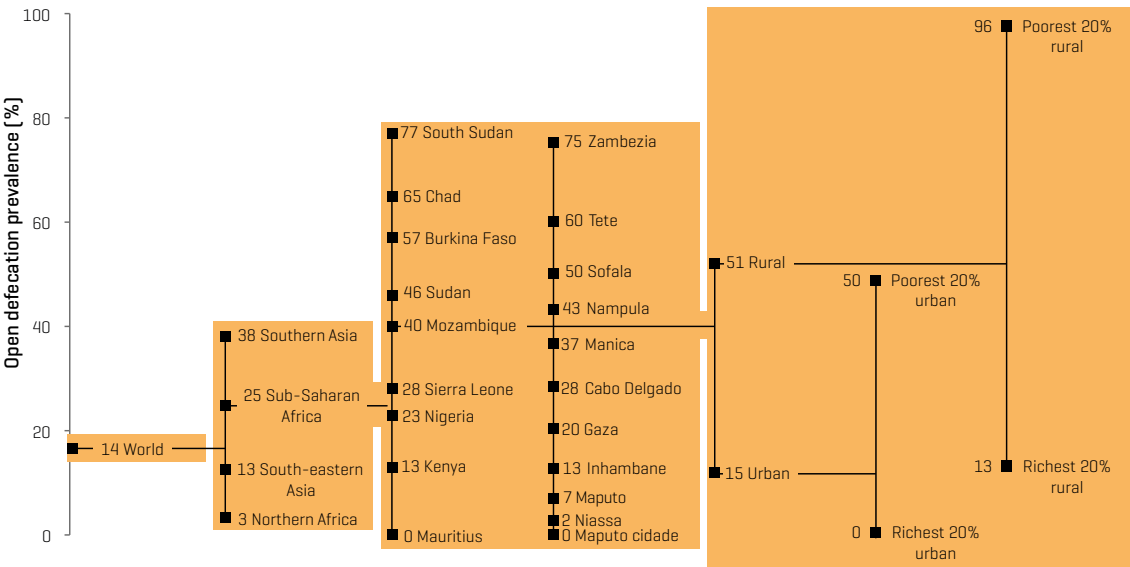 Open defecation prevalence (%)
100
80
60
40
20
0
14 World
38 Southern Asia
25 Sub-Saharan
Africa
13 South-eastern
Asia
3 Northern Africa
77 South Sudan
65 Chad
57 Burkina Faso
46 Sudan
40 Mozambique
28 Sierra Leone
23 Nigeria
13 Kenya
0 Mauritius
75 Zambezia
60 Tete
50 Sofala
43 Nampula
37 Manica
28 Cabo Delgado
20 Gaza
13 Inhambane
7 Maputo
2 Niassa
0 Maputo cidade
51 Rural
15 Urban
50 Poorest 20%
urban
0 Richest 20%
urban
96 Poorest 20%
rural
13 Richest 20%
rural